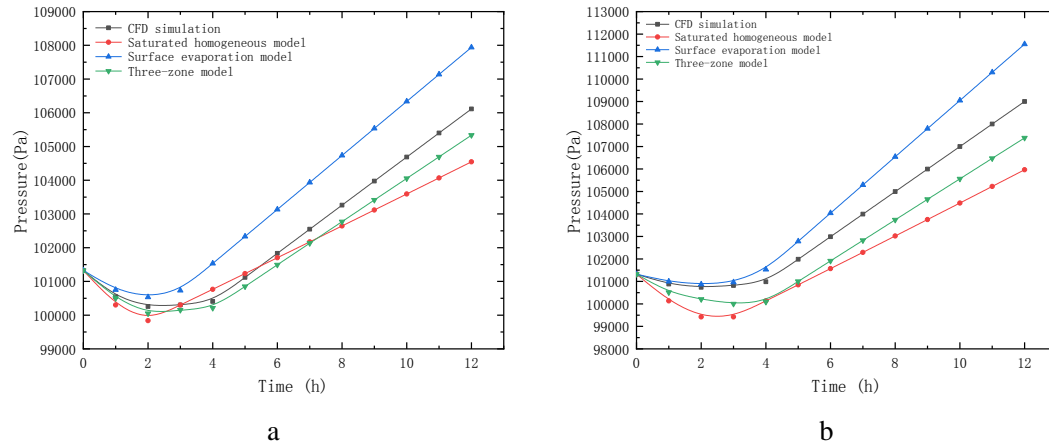 CFD simulation
Saturated homogeneous model
Surface evaporation model
Three-zone model
109000
108000
107000
106000
105000
104000
103000
102000
101000
100000
99000
Pressure(Pa)
0 2 4 6 8 10 12
Time (h)
a
CFD simulation
Saturated homogeneous model
Surface evaporation model
Three-zone model
113000
112000
111000
110000
109000
108000
107000
106000
105000
104000
103000
102000
101000
100000
99000
98000
Pressure(Pa)
0 2 4 6 8 10 12
Time (h)
b